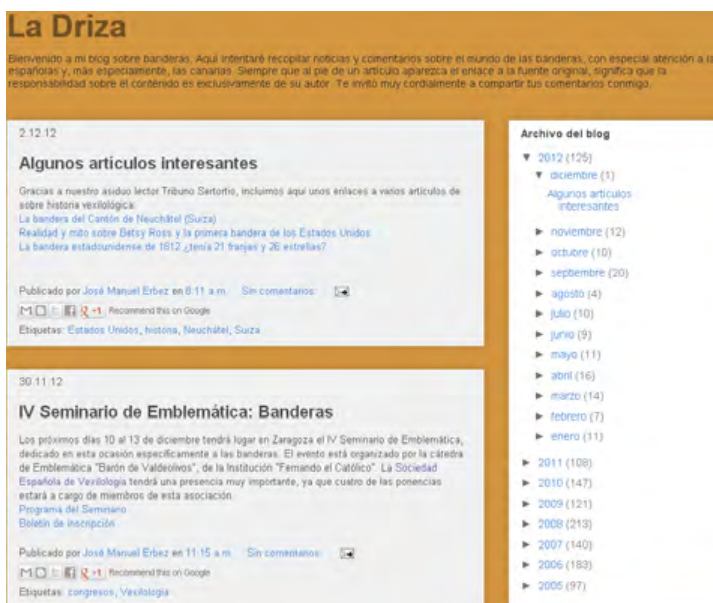 La Driza
Bienvenido a mi blog sobre banderas. Aquí intentaré recopilar noticias y comentarios sobre el mundo de las banderas, con especial atención a la
españolas y, más especialmente, las canarias. Siempre que al pie de un artículo aparezca el enlace a la fuente original, significa que la
responsabilidad sobre el contenido es exclusivamente de su autor. Te invito muy cordialmente a compartir tus comentarios conmigo.
2.12.12
Algunos artículos interesantes
Gracias a nuestro asiduo lector Tribuno Sertorio, incluimos aquí unos enlaces a varios artículos de
sobre historia vexilológica:
La bandera del Cantón de Neuchâtel (Suiza)
Realidad y mito sobre Betsy Ross y la primera bandera de los Estados Unidos
La bandera estadounidense de 1812 ¿tenía 21 franjas y 26 estrellas?
Publicado por José Manuel Erbez en 8:11 a.m. Sin comentarios:
+1 Recommend this on Google
Etiquetas: Estados Unidos, historia, Neuchâtel, Suiza
30.11.12
IV Seminario de Emblemática: Banderas
Los próximos días 10 al 13 de diciembre tendrá lugar en Zaragoza el IV Seminario de Emblemática,
dedicado en esta ocasión específicamente a las banderas. El evento está organizado por la cátedra
de Emblemática "Barón de Valdeolivos", de la Institución "Fernando el Católico". La Sociedad
Española de Vexilología tendrá una presencia muy importante, ya que cuatro de las ponencias
estará a cargo de miembros de esta asociación.
Programa del Seminario
Boletín de inscripción
Publicado por José Manuel Erbez en 11:15 a.m. Sin comentarios:
+1 Recommend this on Google
Etiquetas: congresos, Vexilología
Archivo del blog
▼ 2012 (125)
▼ diciembre (1)
Algunos artículos
interesantes
► noviembre (12)
► octubre (10)
► septiembre (20)
► agosto (4)
► julio (10)
► junio (9)
► mayo (11)
► abril (16)
► marzo (14)
► febrero (7)
► enero (11)
► 2011 (108)
► 2010 (147)
► 2009 (121)
► 2008 (213)
► 2007 (140)
► 2006 (183)
► 2005 (97)